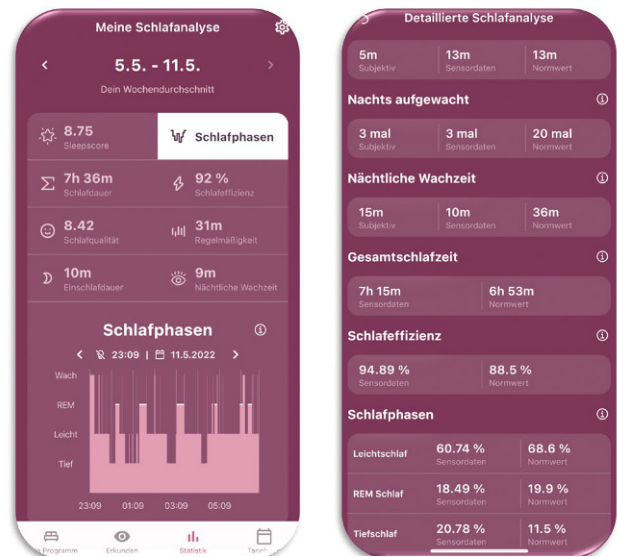 Meine Schlafanalyse
5.5. - 11.5.
Dein Wochendurchschnitt
8.75
Sleepscore
Schlafphasen
7h 36m
Schlafdauer
92 %
Schlafeffizienz
8.42
Schlafqualität
31m
Regelmäßigkeit
10m
Einschlafdauer
9m
Nächtliche Wachzeit
Schlafphasen
23:09 | 11.5.2022
Wach
REM
Leicht
Tief
23:09 01:09 03:09 05:09
Programm Erkunden Statistik
Detaillierte Schlafanalyse
5m 13m 13m
Subjektiv Sensordaten Normwert
Nachts aufgewacht
3 mal 3 mal 20 mal
Subjektiv Sensordaten Normwert
Nächtliche Wachzeit
15m 10m 36m
Subjektiv Sensordaten Normwert
Gesamtschlafzeit
7h 15m 6h 53m
Sensordaten Normwert
Schlafeffizienz
94.89 % 88.5 %
Sensordaten Normwert
Schlafphasen
Leichtschlaf 60.74 % 68.6 %
Sensordaten Normwert
REM Schlaf 18.49 % 19.9 %
Sensordaten Normwert
Tiefschlaf 20.78 % 11.5 %
Sensordaten Normwert